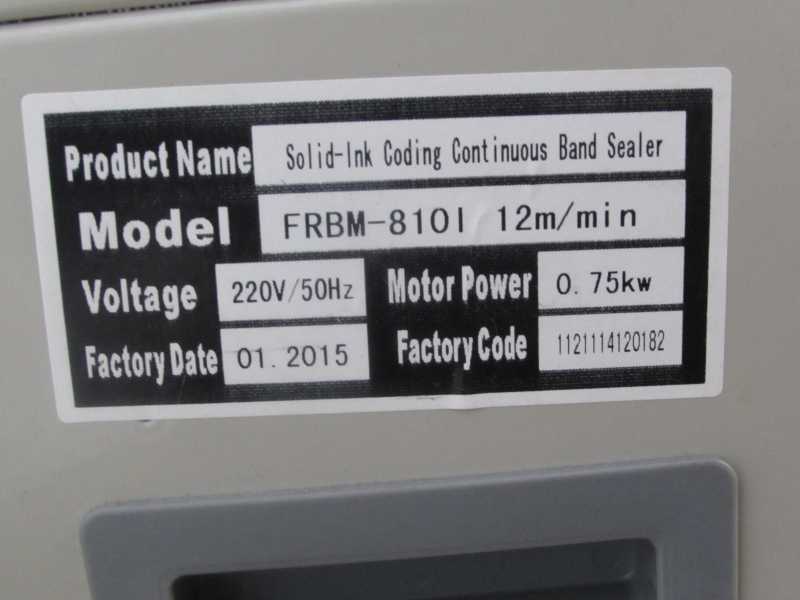 Product Name Solid-Ink Coding Continuous Band Sealer
Model FRBM-810I 12m/min
Voltage 220V/50Hz Motor Power 0.75kw
Factory Date 01.2015 Factory Code 1121114120182